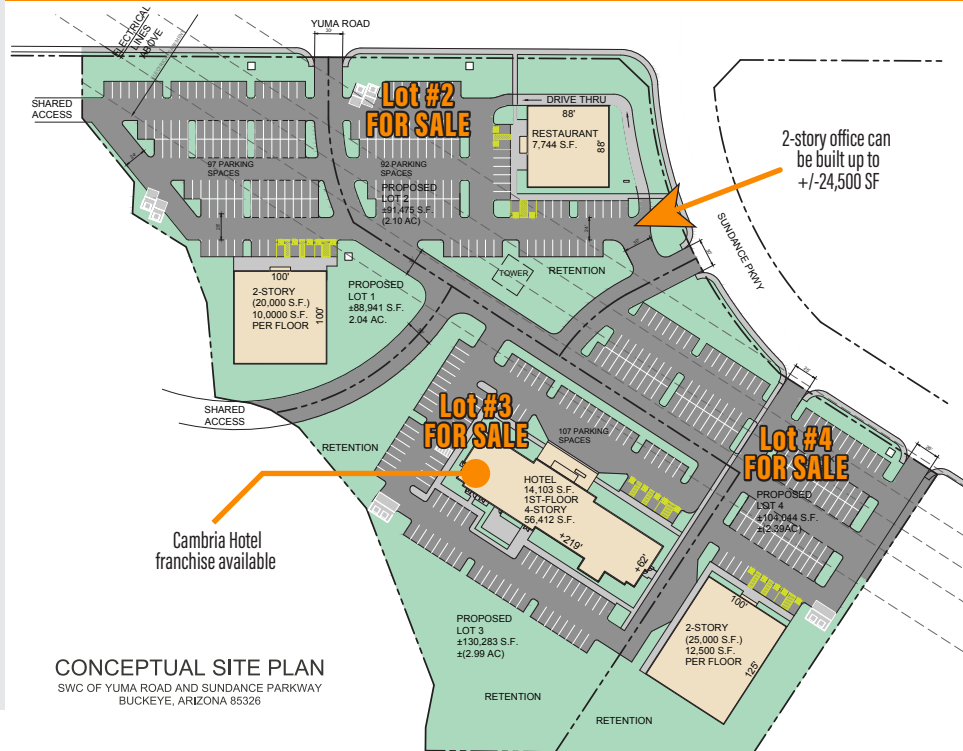 YUMA ROAD
30'
ELECTRICAL
LINES
ABOVE
SHARED
ACCESS
Lot #2
FOR SALE
DRIVE THRU
88'
RESTAURANT
7,744 S.F.
88'
2-story office can
be built up to
+/-24,500 SF
97 PARKING
SPACES
92 PARKING
SPACES
PROPOSED
LOT 2
±91,475 S.F.
(2.10 AC)
SUNDANCE PKWY
TOWER
RETENTION
100'
2-STORY
(20,000 S.F.)
10,0000 S.F.
PER FLOOR
100'
PROPOSED
LOT 1
±88,941 S.F.
2.04 AC.
SHARED
ACCESS
RETENTION
Lot #3
FOR SALE
107 PARKING
SPACES
Lot #4
FOR SALE
HOTEL
14,103 S.F.
1ST-FLOOR
4-STORY
56,412 S.F.
+219'
+62'
PROPOSED
LOT 4
±104,044 S.F.
±(2.39AC)
Cambria Hotel
franchise available
PROPOSED
LOT 3
±130,283 S.F.
±(2.99 AC)
100'
2-STORY
(25,000 S.F.)
12,500 S.F.
PER FLOOR
125'
RETENTION
RETENTION
CONCEPTUAL SITE PLAN
SWC OF YUMA ROAD AND SUNDANCE PARKWAY
BUCKEYE, ARIZONA 85326